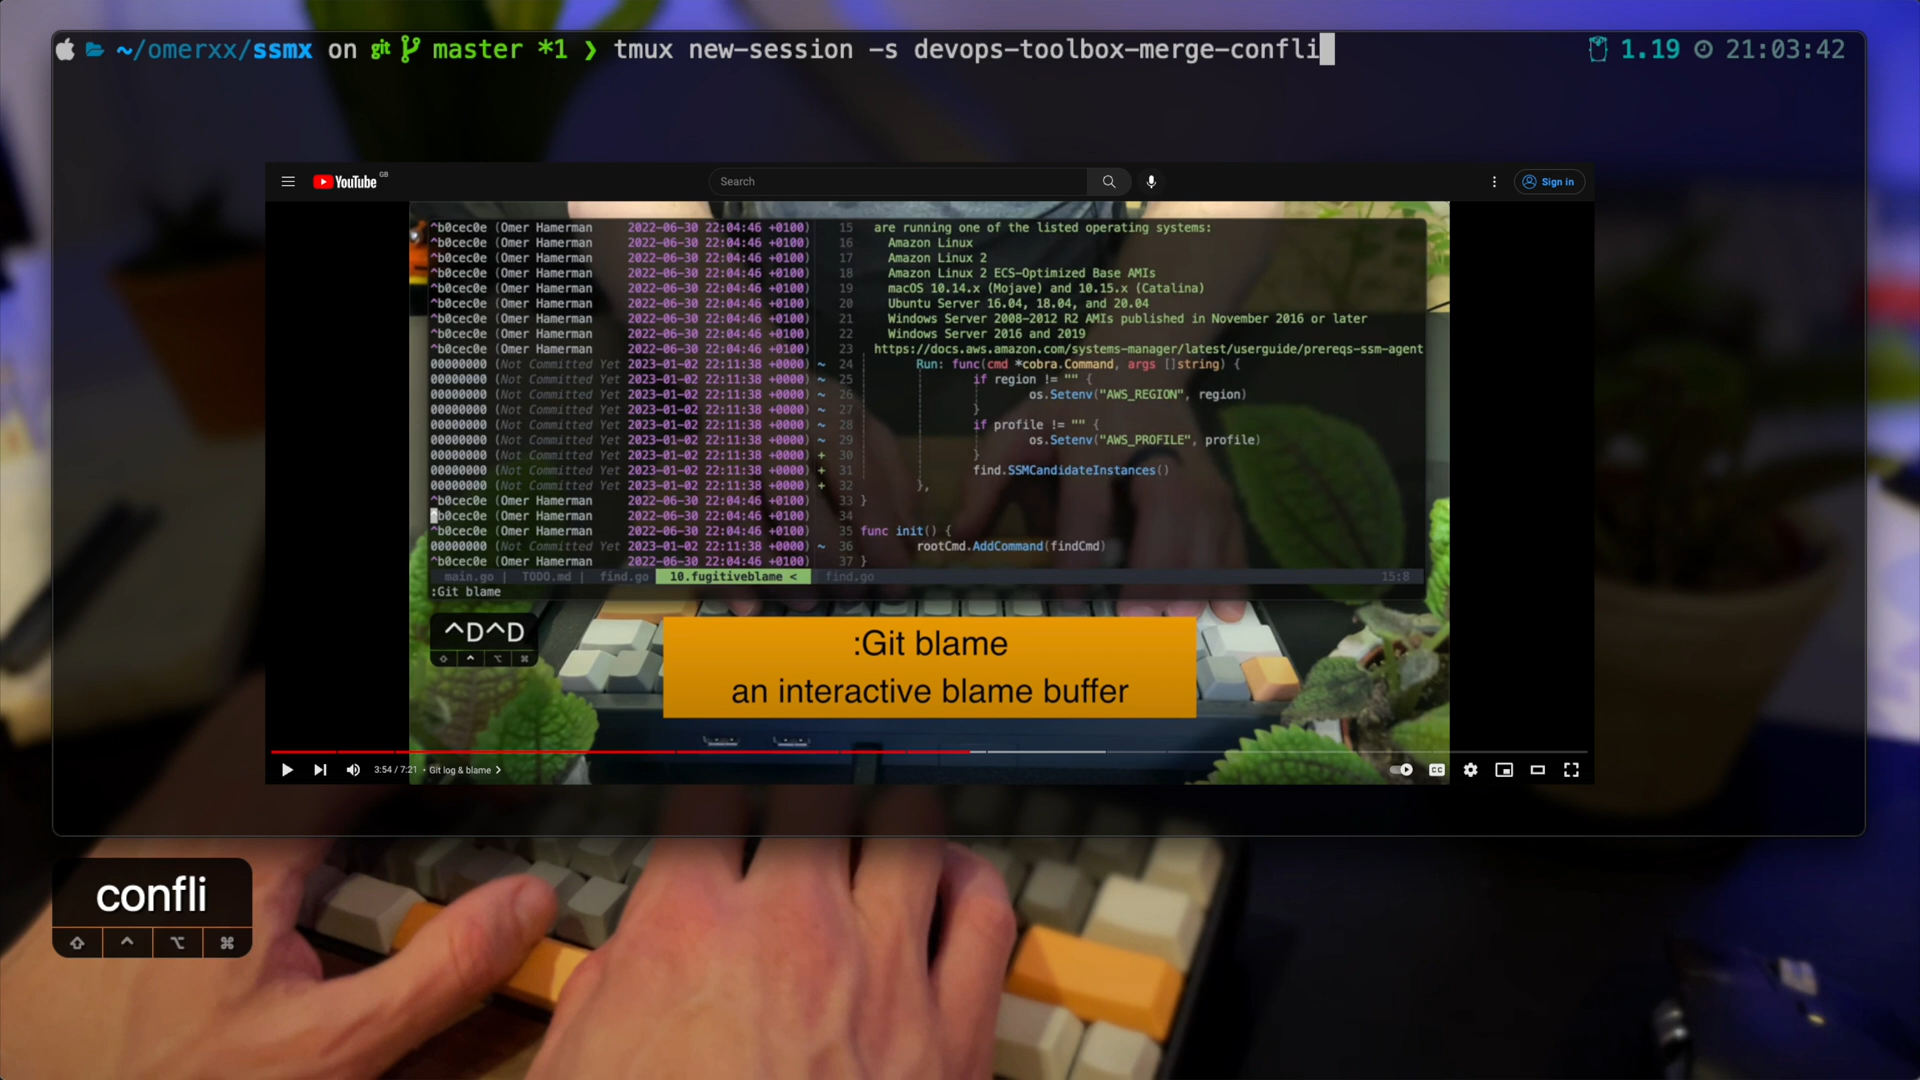 ~/omerxx/ssmx on git master *1 ❯ tmux new-session -s devops-toolbox-merge-confli 1.19 21:03:42
YouTube GB Search Sign in
^b0cec0e (Omer Hamerman 2022-06-30 22:04:46 +0100) 15 are running one of the listed operating systems:
^b0cec0e (Omer Hamerman 2022-06-30 22:04:46 +0100) 16 Amazon Linux
^b0cec0e (Omer Hamerman 2022-06-30 22:04:46 +0100) 17 Amazon Linux 2
^b0cec0e (Omer Hamerman 2022-06-30 22:04:46 +0100) 18 Amazon Linux 2 ECS-Optimized Base AMIs
^b0cec0e (Omer Hamerman 2022-06-30 22:04:46 +0100) 19 macOS 10.14.x (Mojave) and 10.15.x (Catalina)
^b0cec0e (Omer Hamerman 2022-06-30 22:04:46 +0100) 20 Ubuntu Server 16.04, 18.04, and 20.04
^b0cec0e (Omer Hamerman 2022-06-30 22:04:46 +0100) 21 Windows Server 2008-2012 R2 AMIs published in November 2016 or later
^b0cec0e (Omer Hamerman 2022-06-30 22:04:46 +0100) 22 Windows Server 2016 and 2019
^b0cec0e (Omer Hamerman 2022-06-30 22:04:46 +0100) 23 https://docs.aws.amazon.com/systems-manager/latest/userguide/prereqs-ssm-agent
00000000 (Not Committed Yet 2023-01-02 22:11:38 +0000) ~ 24 Run: func(cmd *cobra.Command, args []string) {
00000000 (Not Committed Yet 2023-01-02 22:11:38 +0000) ~ 25 if region != "" {
00000000 (Not Committed Yet 2023-01-02 22:11:38 +0000) ~ 26 os.Setenv("AWS_REGION", region)
00000000 (Not Committed Yet 2023-01-02 22:11:38 +0000) ~ 27 }
00000000 (Not Committed Yet 2023-01-02 22:11:38 +0000) ~ 28 if profile != "" {
00000000 (Not Committed Yet 2023-01-02 22:11:38 +0000) ~ 29 os.Setenv("AWS_PROFILE", profile)
00000000 (Not Committed Yet 2023-01-02 22:11:38 +0000) + 30 }
00000000 (Not Committed Yet 2023-01-02 22:11:38 +0000) + 31 find.SSMCandidateInstances()
00000000 (Not Committed Yet 2023-01-02 22:11:38 +0000) + 32 },
^b0cec0e (Omer Hamerman 2022-06-30 22:04:46 +0100) 33 }
^b0cec0e (Omer Hamerman 2022-06-30 22:04:46 +0100) 34
^b0cec0e (Omer Hamerman 2022-06-30 22:04:46 +0100) 35 func init() {
00000000 (Not Committed Yet 2023-01-02 22:11:38 +0000) ~ 36 rootCmd.AddCommand(findCmd)
^b0cec0e (Omer Hamerman 2022-06-30 22:04:46 +0100) 37 }
main.go | TODO.md | find.go 10.fugitiveblame < find.go 15:8
:Git blame
^D^D
:Git blame
an interactive blame buffer
3:54 / 7:21 • Git log & blame >
CC
confli